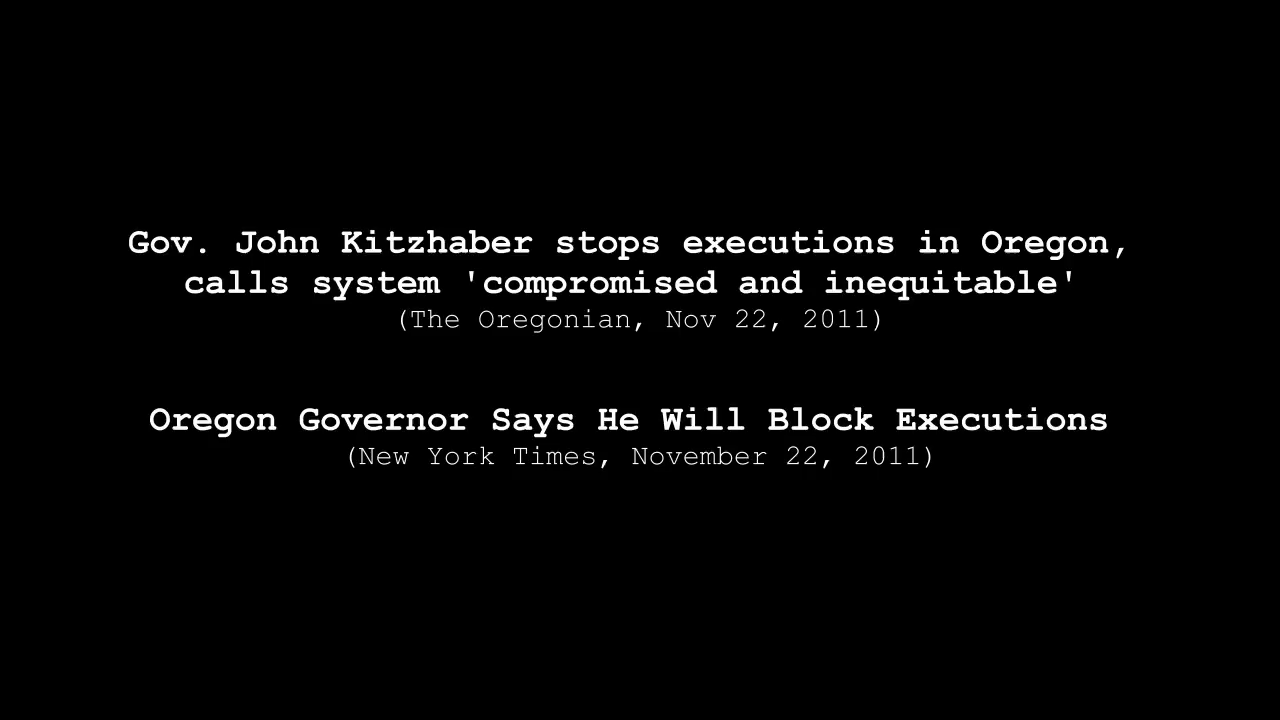 Gov. John Kitzhaber stops executions in Oregon,
calls system 'compromised and inequitable'
(The Oregonian, Nov 22, 2011)
Oregon Governor Says He Will Block Executions
(New York Times, November 22, 2011)